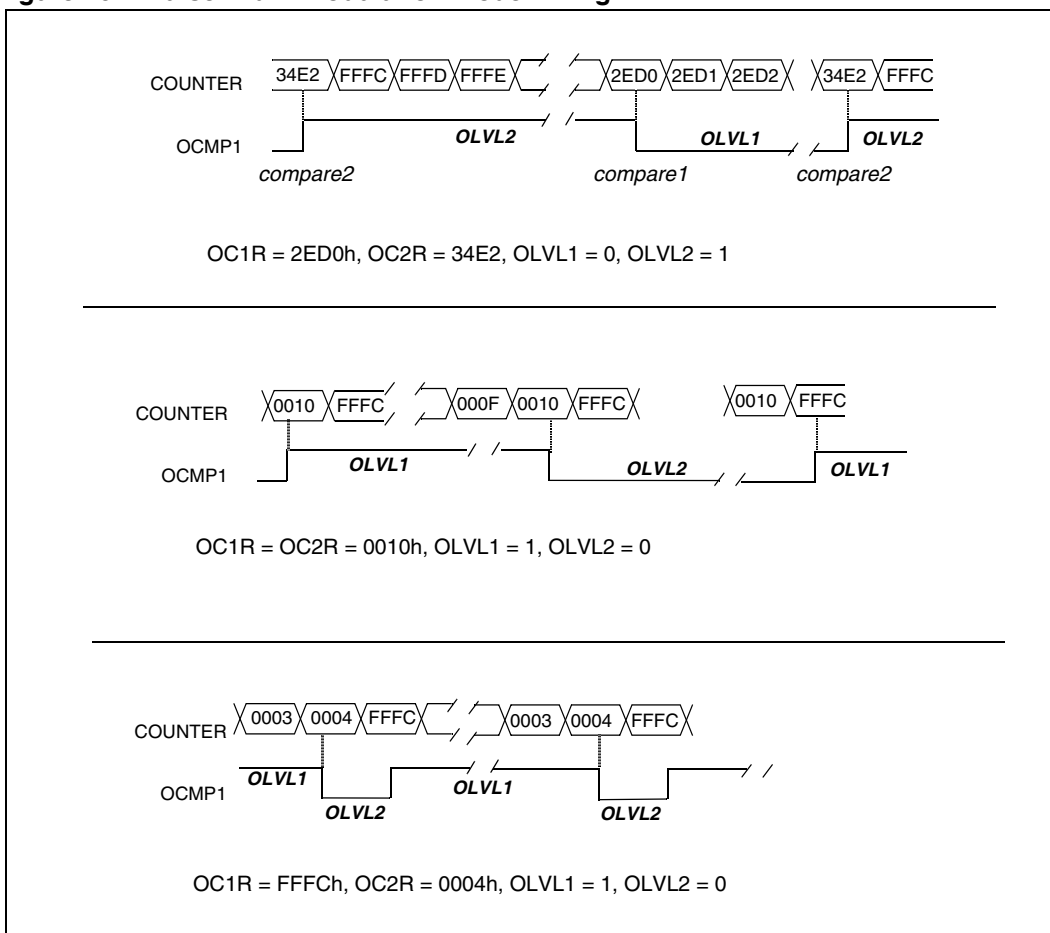 COUNTER 34E2 FFFC FFFD FFFE 2ED0 2ED1 2ED2 34E2 FFFC
OCMP1 OLVL2 OLVL1 OLVL2
compare2 compare1 compare2
OC1R = 2ED0h, OC2R = 34E2, OLVL1 = 0, OLVL2 = 1
COUNTER 0010 FFFC 000F 0010 FFFC 0010 FFFC
OCMP1 OLVL1 OLVL2 OLVL1
OC1R = OC2R = 0010h, OLVL1 = 1, OLVL2 = 0
COUNTER 0003 0004 FFFC 0003 0004 FFFC
OCMP1 OLVL1 OLVL1
OLVL2 OLVL2
OC1R = FFFCh, OC2R = 0004h, OLVL1 = 1, OLVL2 = 0